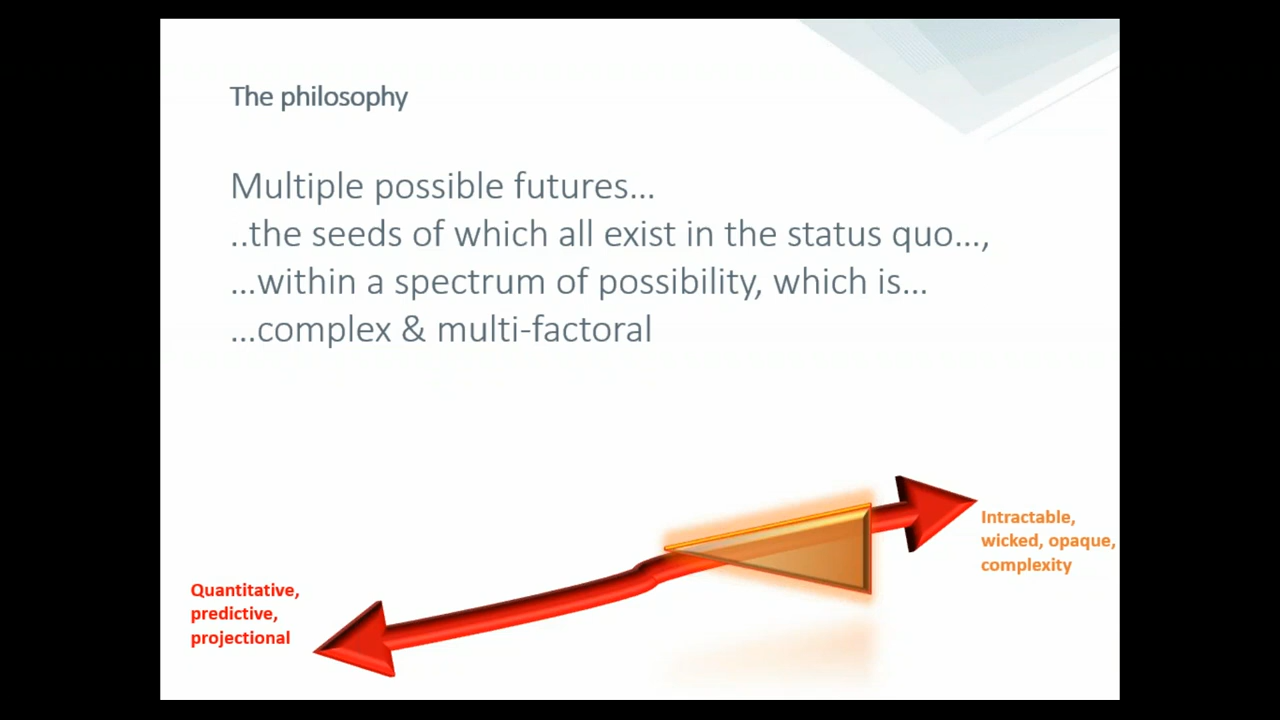 The philosophy
Multiple possible futures...
..the seeds of which all exist in the status quo...,
...within a spectrum of possibility, which is...
...complex & multi-factoral
Intractable,
wicked, opaque,
complexity
Quantitative,
predictive,
projectional